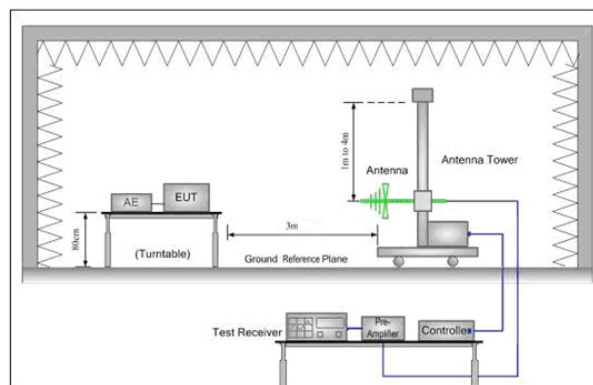 1m to 4m
Antenna
Antenna Tower
AE
EUT
80cm
(Turntable)
3m
Ground Reference Plane
Test Receiver
Pre-
Amplifier
Controller